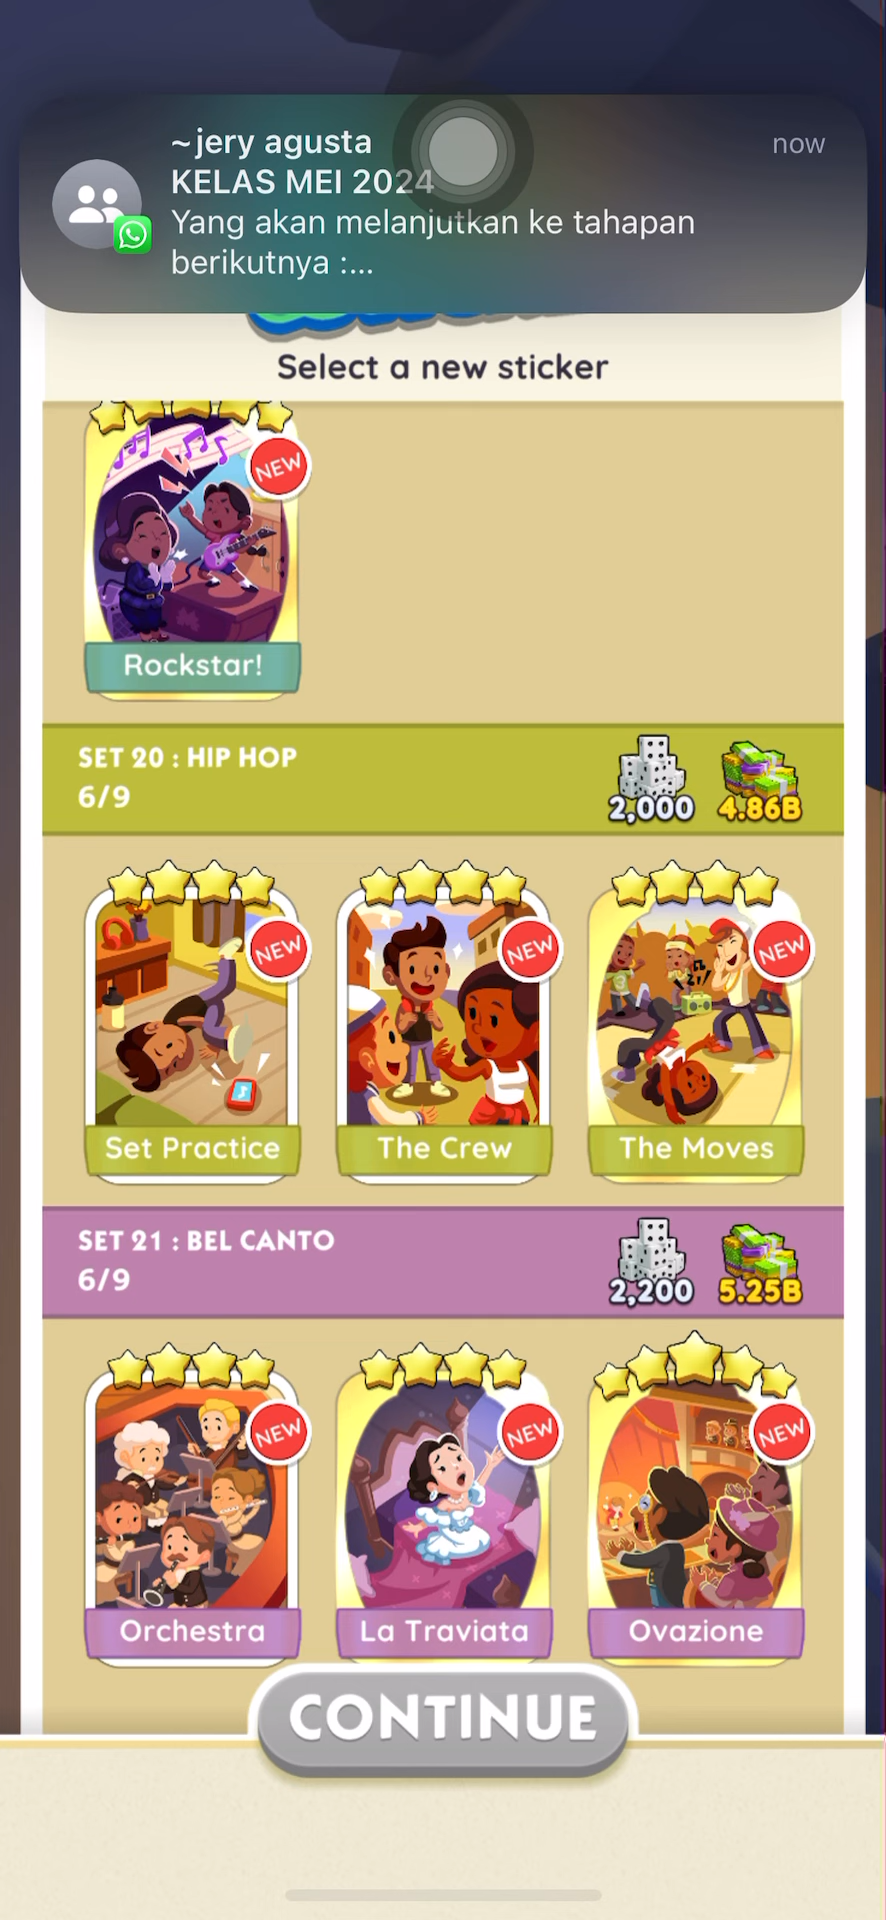 ~jery agusta
now
KELAS MEI 2024
Yang akan melanjutkan ke tahapan
berikutnya :...
Select a new sticker
NEW
Rockstar!
SET 20 : HIP HOP
6/9
2,000
4.86B
NEW
NEW
NEW
Set Practice
The Crew
The Moves
SET 21 : BEL CANTO
6/9
2,200
5.25B
NEW
NEW
NEW
Orchestra
La Traviata
Ovazione
CONTINUE